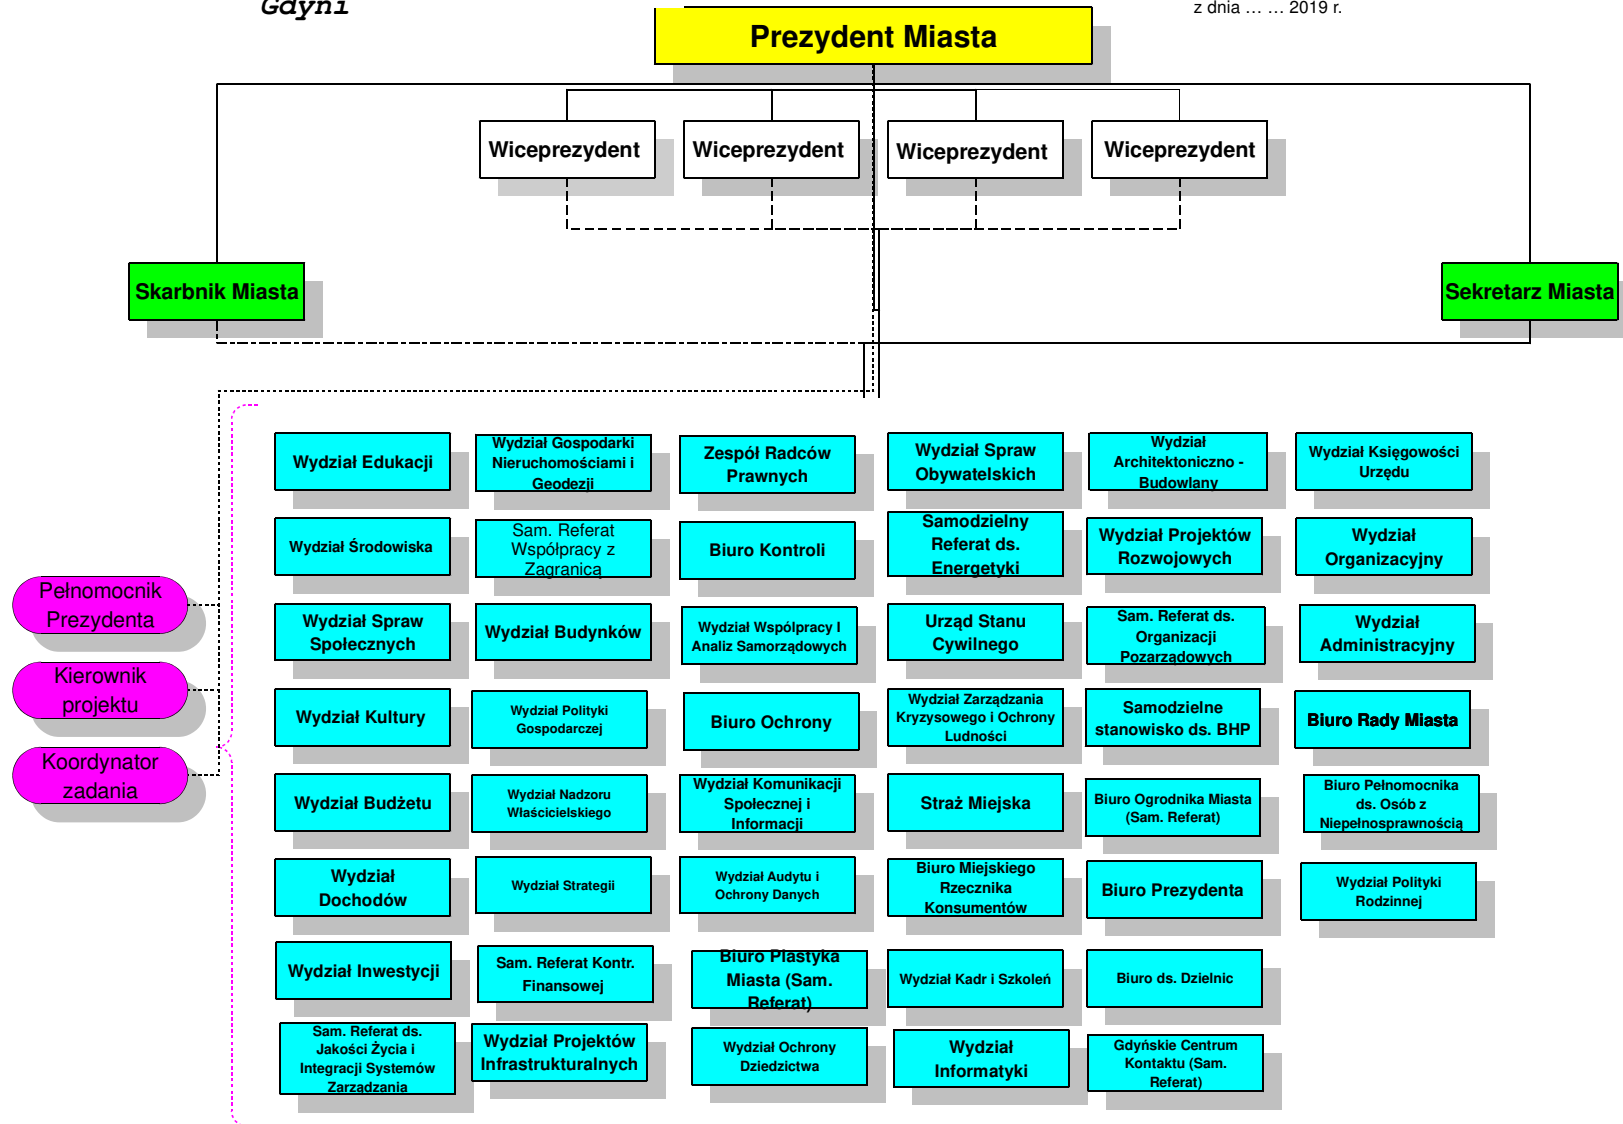 Gdyni
z dnia … … 2019 r.
Prezydent Miasta
Wiceprezydent
Wiceprezydent
Wiceprezydent
Wiceprezydent
Skarbnik Miasta
Sekretarz Miasta
Wydział Edukacji
Wydział Gospodarki
Nieruchomościami i
Geodezji
Zespół Radców
Prawnych
Wydział Spraw
Obywatelskich
Wydział
Architektoniczno -
Budowlany
Wydział Księgowości
Urzędu
Wydział Środowiska
Sam. Referat
Współpracy z
Zagranicą
Biuro Kontroli
Samodzielny
Referat ds.
Energetyki
Wydział Projektów
Rozwojowych
Wydział
Organizacyjny
Pełnomocnik
Prezydenta
Wydział Spraw
Społecznych
Wydział Budynków
Wydział Wspólpracy I
Analiz Samorządowych
Urząd Stanu
Cywilnego
Sam. Referat ds.
Organizacji
Pozarządowych
Wydział
Administracyjny
Kierownik
projektu
Wydział Kultury
Wydział Polityki
Gospodarczej
Biuro Ochrony
Wydział Zarządzania
Kryzysowego i Ochrony
Ludności
Samodzielne
stanowisko ds. BHP
Biuro Rady Miasta
Koordynator
zadania
Wydział Budżetu
Wydział Nadzoru
Właścicielskiego
Wydział Komunikacji
Społecznej i
Informacji
Straż Miejska
Biuro Ogrodnika Miasta
(Sam. Referat)
Biuro Pełnomocnika
ds. Osób z
Niepełnosprawnością
Wydział
Dochodów
Wydział Strategii
Wydział Audytu i
Ochrony Danych
Biuro Miejskiego
Rzecznika
Konsumentów
Biuro Prezydenta
Wydział Polityki
Rodzinnej
Wydział Inwestycji
Sam. Referat Kontr.
Finansowej
Biuro Plastyka
Miasta (Sam.
Referat)
Wydział Kadr i Szkoleń
Biuro ds. Dzielnic
Sam. Referat ds.
Jakości Życia i
Integracji Systemów
Zarządzania
Wydział Projektów
Infrastrukturalnych
Wydział Ochrony
Dziedzictwa
Wydział
Informatyki
Gdyńskie Centrum
Kontaktu (Sam.
Referat)